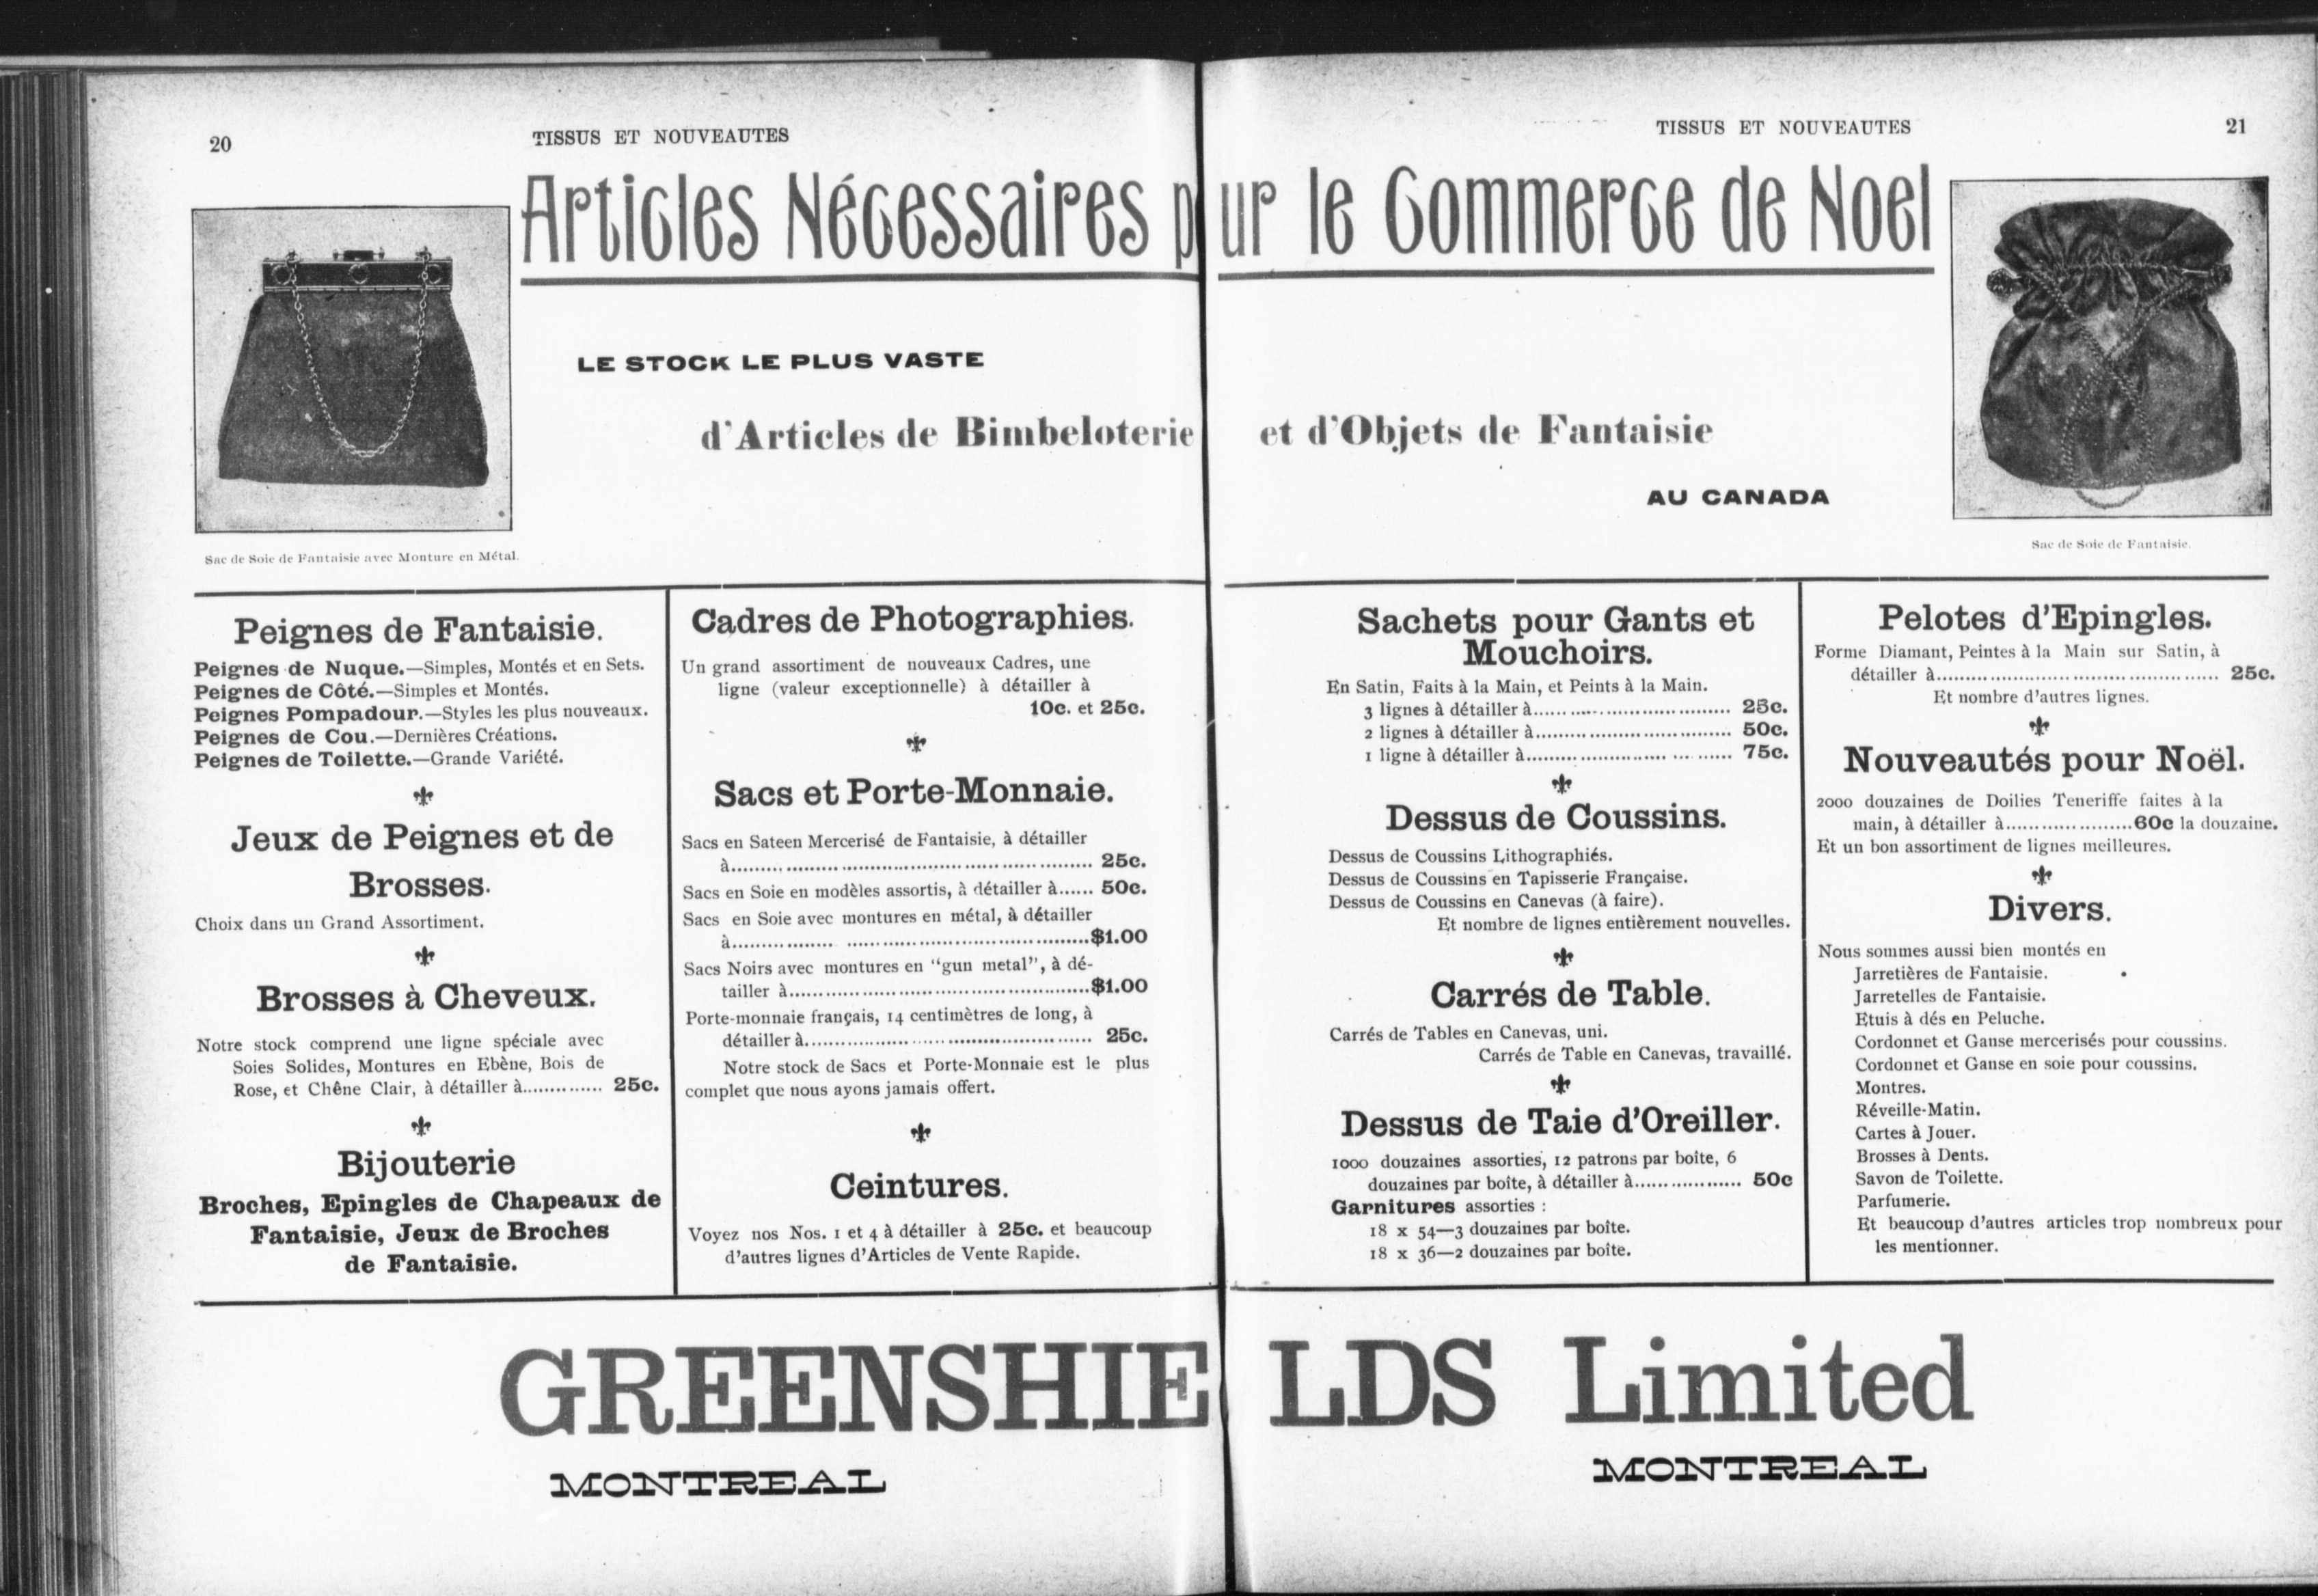 20
TISSUS ET NOUVEAUTES
TISSUS ET NOUVEAUTES
21
Articles Nécessaires p ur le Commerce de Noel
LE STOCK LE PLUS VASTE
d'Articles de Bimbeloterie et d'Objets de Fantaisie
AU CANADA
Sac de Soie de Fantaisie avec Monture en Métal.
Sac de Soie de Fantaisie.
Peignes de Fantaisie.
Peignes de Nuque.—Simples, Montés et en Sets.
Peignes de Côté.—Simples et Montés.
Peignes Pompadour.—Styles les plus nouveaux.
Peignes de Cou.—Dernières Créations.
Peignes de Toilette.—Grande Variété.
Jeux de Peignes et de
Brosses.
Choix dans un Grand Assortiment.
Brosses à Cheveux.
Notre stock comprend une ligne spéciale avec
Soies Solides, Montures en Ebène, Bois de
Rose, et Chêne Clair, à détailler à.............. 25c.
Bijouterie
Broches, Epingles de Chapeaux de
Fantaisie, Jeux de Broches
de Fantaisie.
Cadres de Photographies.
Un grand assortiment de nouveaux Cadres, une
ligne (valeur exceptionnelle) à détailler à
10c. et 25c.
Sacs et Porte-Monnaie.
Sacs en Sateen Mercerisé de Fantaisie, à détailler
à.............................................................. 25c.
Sacs en Soie en modèles assortis, à détailler à...... 50c.
Sacs en Soie avec montures en métal, à détailler
à..............................................................$1.00
Sacs Noirs avec montures en "gun metal", à dé-
tailler à....................................................$1.00
Porte-monnaie français, 14 centimètres de long, à
détailler à.................................................. 25c.
Notre stock de Sacs et Porte-Monnaie est le plus
complet que nous ayons jamais offert.
Ceintures.
Voyez nos Nos. 1 et 4 à détailler à 25c. et beaucoup
d'autres lignes d'Articles de Vente Rapide.
Sachets pour Gants et
Mouchoirs.
En Satin, Faits à la Main, et Peints à la Main.
3 lignes à détailler à.................................. 25c.
2 lignes à détailler à.................................. 50c.
1 ligne à détailler à................................... 75c.
Dessus de Coussins.
Dessus de Coussins Lithographiés.
Dessus de Coussins en Tapisserie Française.
Dessus de Coussins en Canevas (à faire).
Et nombre de lignes entièrement nouvelles.
Carrés de Table.
Carrés de Tables en Canevas, uni.
Carrés de Table en Canevas, travaillé.
Dessus de Taie d'Oreiller.
1000 douzaines assorties, 12 patrons par boîte, 6
douzaines par boîte, à détailler à.................. 50c
Garnitures assorties :
18 x 54—3 douzaines par boîte.
18 x 36—2 douzaines par boîte.
Pelotes d'Epingles.
Forme Diamant, Peintes à la Main sur Satin, à
détailler à................................................ 25c.
Et nombre d'autres lignes.
Nouveautés pour Noël.
2000 douzaines de Doilies Teneriffe faites à la
main, à détailler à.....................60c la douzaine.
Et un bon assortiment de lignes meilleures.
Divers.
Nous sommes aussi bien montés en
Jarretières de Fantaisie.
Jarretelles de Fantaisie.
Etuis à dés en Peluche.
Cordonnet et Ganse mercerisés pour coussins.
Cordonnet et Ganse en soie pour coussins.
Montres.
Réveille-Matin.
Cartes à Jouer.
Brosses à Dents.
Savon de Toilette.
Parfumerie.
Et beaucoup d'autres articles trop nombreux pour
les mentionner.
GREENSHIE LDS Limited
MONTREAL
MONTREAL